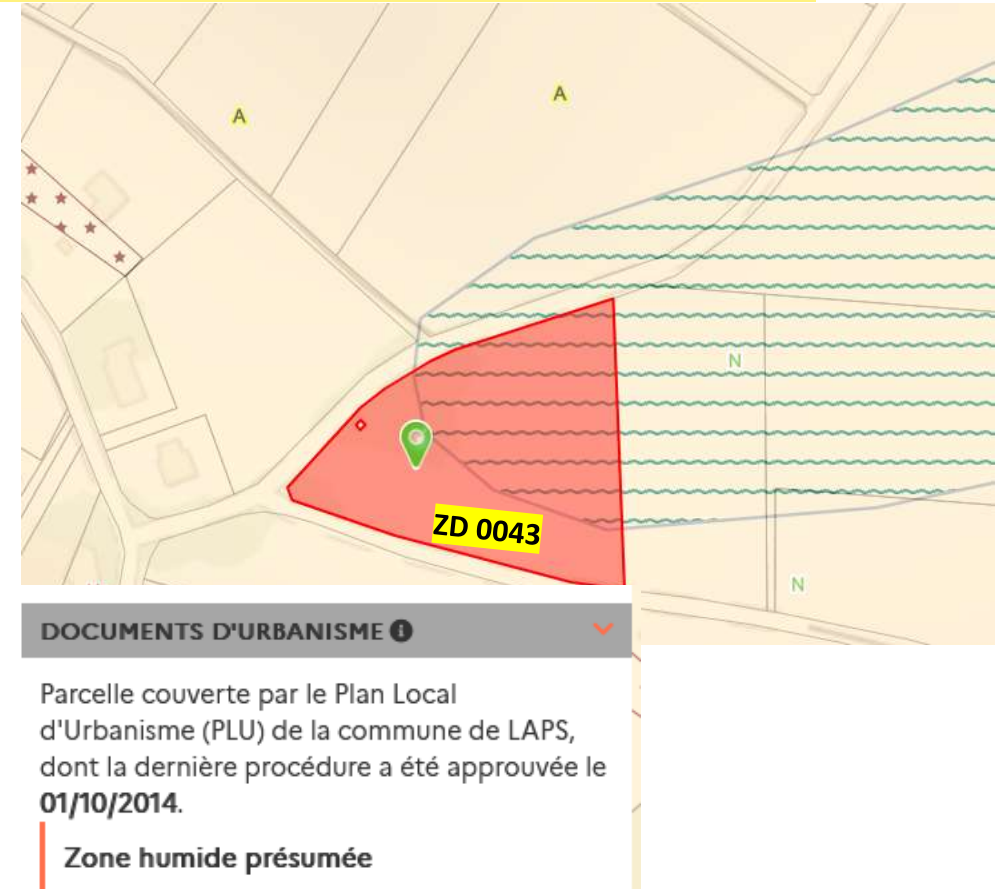 A
A
N
ZD 0043
N
DOCUMENTS D'URBANISME
Parcelle couverte par le Plan Local
d'Urbanisme (PLU) de la commune de LAPS,
dont la dernière procédure a été approuvée le
01/10/2014.
Zone humide présumée